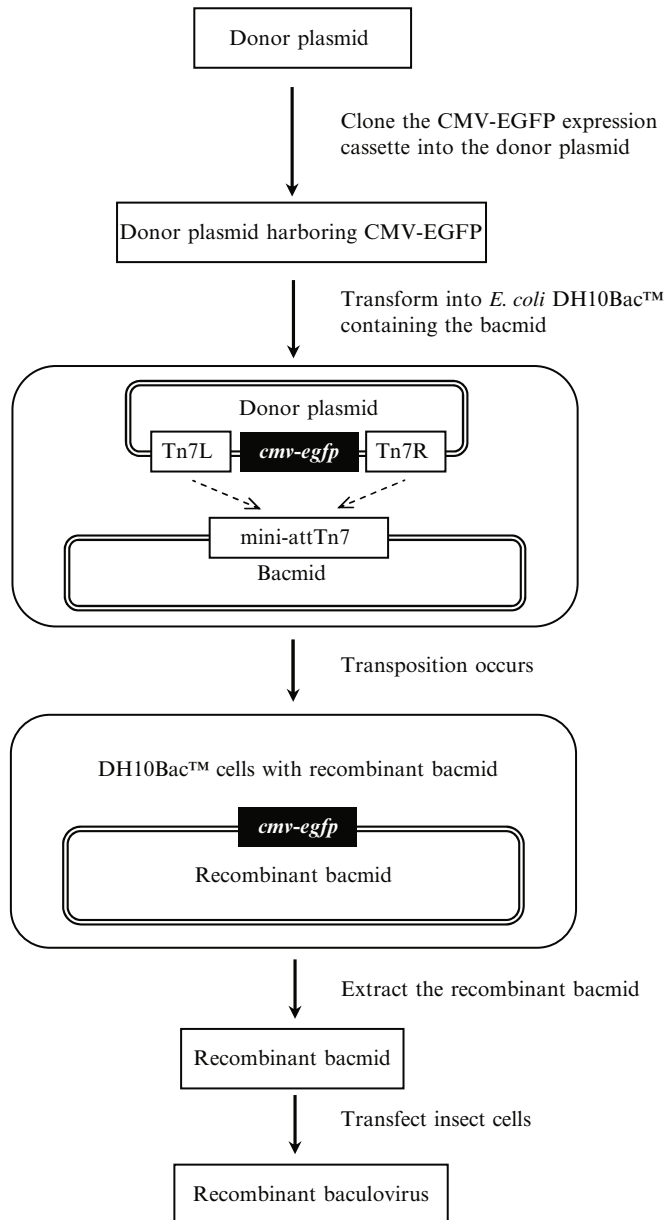 Donor plasmid
Clone the CMV-EGFP expression
cassette into the donor plasmid
Donor plasmid harboring CMV-EGFP
Transform into E. coli DH10Bac™
containing the bacmid
Donor plasmid
Tn7L
cmv-egfp
Tn7R
mini-attTn7
Bacmid
Transposition occurs
DH10Bac™ cells with recombinant bacmid
cmv-egfp
Recombinant bacmid
Extract the recombinant bacmid
Recombinant bacmid
Transfect insect cells
Recombinant baculovirus